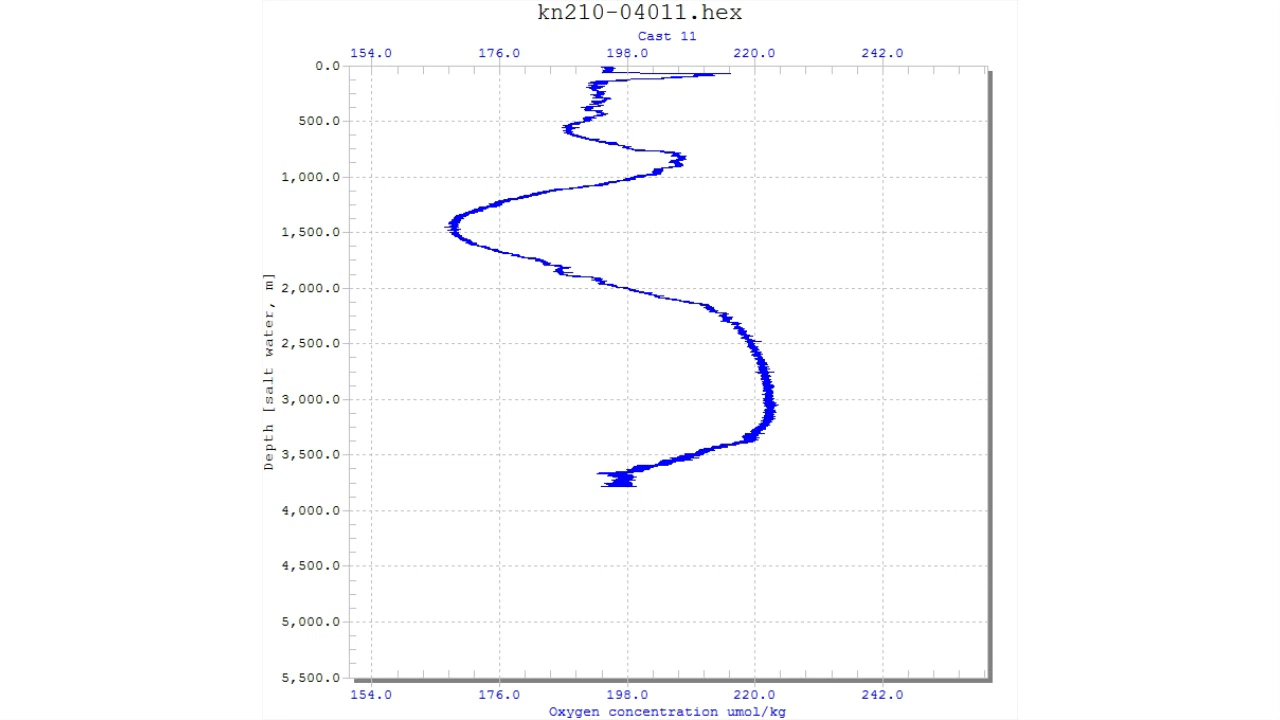 kn210-04011.hex
Cast 11
154.0 176.0 198.0 220.0 242.0
0.0
500.0
1,000.0
1,500.0
2,000.0
2,500.0
3,000.0
3,500.0
4,000.0
4,500.0
5,000.0
5,500.0
Depth [salt water, m]
154.0 176.0 198.0 220.0 242.0
Oxygen concentration umol/kg